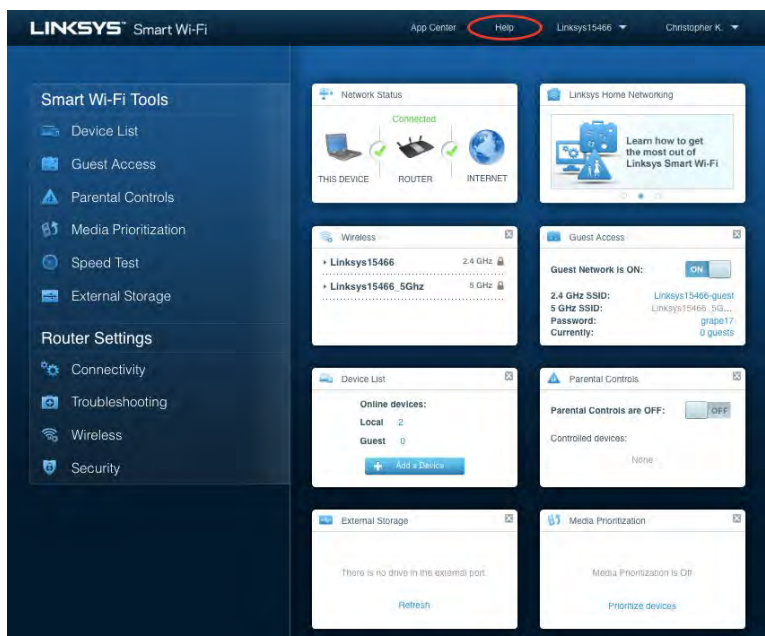 LINKSYS™ Smart Wi-Fi
App Center
Help
Linksys15466
Christopher K.
Smart Wi-Fi Tools
Device List
Guest Access
Parental Controls
Media Prioritization
Speed Test
External Storage
Router Settings
Connectivity
Troubleshooting
Wireless
Security
Network Status
Connected
THIS DEVICE
ROUTER
INTERNET
Linksys Home Networking
Learn how to get
the most out of
Linksys Smart Wi-Fi
Wireless
Linksys15466 2.4 GHz
Linksys15466_5Ghz 5 GHz
Guest Access
Guest Network is ON: ON
2.4 GHz SSID: Linksys15466-guest
5 GHz SSID: Linksys15466_5G...
Password: grape17
Currently: 0 guests
Device List
Online devices:
Local 2
Guest 0
Add a Device
Parental Controls
Parental Controls are OFF: OFF
Controlled devices:
None
External Storage
There is no drive in the external port.
Refresh
Media Prioritization
Media Prioritization is Off
Prioritize devices